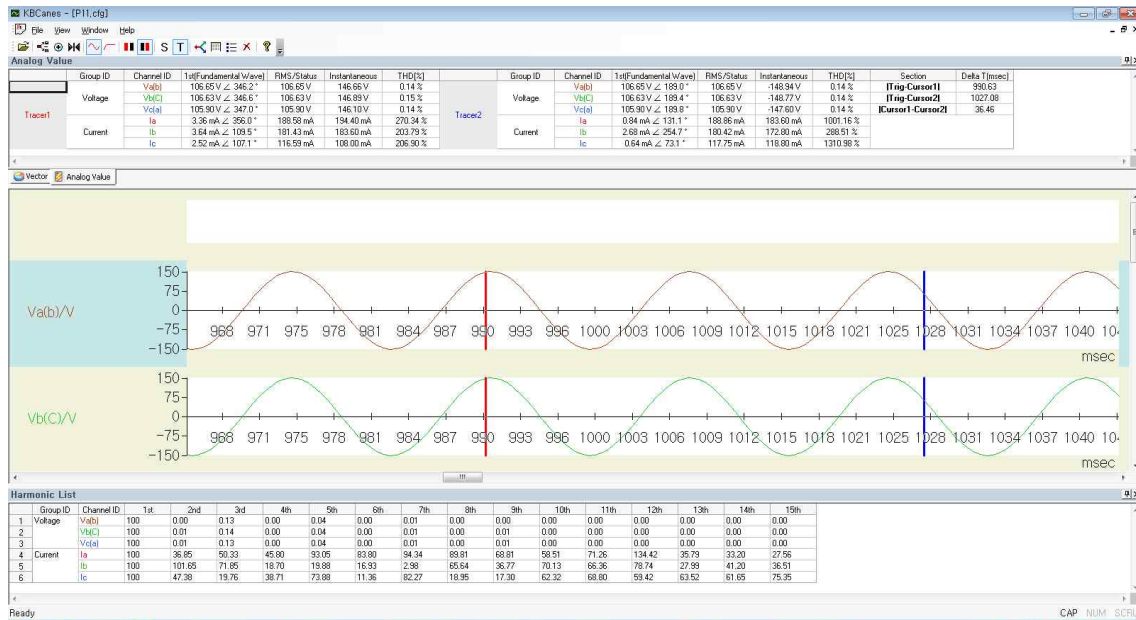 KBCanes - [P11.cfg]
File View Window Help
S T
Analog Value
Group ID Channel ID 1st(Fundamental Wave) RMS/Status Instantaneous THD[%] Group ID Channel ID 1st(Fundamental Wave) RMS/Status Instantaneous THD[%] Section Delta T(msec)
Tracer1 Voltage Va(b) 106.65 V ∠ 346.2 ° 106.65 V 146.66 V 0.14 % Tracer2 Voltage Va(b) 106.65 V ∠ 189.0 ° 106.65 V -148.94 V 0.14 % |Trig-Cursor1| 990.63
Vb(C) 106.63 V ∠ 346.6 ° 106.63 V 146.89 V 0.15 % Vb(C) 106.63 V ∠ 189.4 ° 106.63 V -148.77 V 0.14 % |Trig-Cursor2| 1027.08
Vc(a) 105.90 V ∠ 347.0 ° 105.90 V 146.10 V 0.14 % Vc(a) 105.90 V ∠ 189.8 ° 105.90 V -147.60 V 0.14 % |Cursor1-Cursor2| 36.46
Current Ia 3.36 mA ∠ 356.0 ° 188.58 mA 194.40 mA 270.34 % Current Ia 0.84 mA ∠ 131.1 ° 188.86 mA 183.60 mA 1001.16 %
Ib 3.64 mA ∠ 109.5 ° 181.43 mA 183.60 mA 203.79 % Ib 2.68 mA ∠ 254.7 ° 180.42 mA 172.80 mA 288.51 %
Ic 2.52 mA ∠ 107.1 ° 116.59 mA 108.00 mA 206.90 % Ic 0.64 mA ∠ 73.1 ° 117.75 mA 118.80 mA 1310.98 %
Vector Analog Value
Va(b)/V
150
75
0
-75
-150
968 971 975 978 981 984 987 990 993 996 1000 1003 1006 1009 1012 1015 1018 1021 1025 1028 1031 1034 1037 1040
msec
Vb(C)/V
150
75
0
-75
-150
968 971 975 978 981 984 987 990 993 996 1000 1003 1006 1009 1012 1015 1018 1021 1025 1028 1031 1034 1037 1040
msec
Harmonic List
Group ID Channel ID 1st 2nd 3rd 4th 5th 6th 7th 8th 9th 10th 11th 12th 13th 14th 15th
1 Voltage Va(b) 100 0.00 0.13 0.00 0.04 0.00 0.01 0.00 0.00 0.00 0.00 0.00 0.00 0.00 0.00
2 Vb(C) 100 0.01 0.14 0.00 0.04 0.00 0.01 0.00 0.01 0.00 0.00 0.00 0.00 0.00 0.00
3 Vc(a) 100 0.01 0.13 0.00 0.04 0.00 0.01 0.00 0.01 0.00 0.00 0.00 0.00 0.00 0.00
4 Current Ia 100 36.85 50.33 45.80 93.05 83.80 94.34 89.81 68.81 58.51 71.26 134.42 35.79 33.20 27.56
5 Ib 100 101.65 71.85 18.70 19.88 16.93 2.98 65.64 36.77 70.13 66.36 78.74 27.99 41.20 36.51
6 Ic 100 47.38 19.76 38.71 73.88 11.36 82.27 18.95 17.30 62.32 68.80 59.42 63.52 61.65 75.35
Ready
CAP NUM